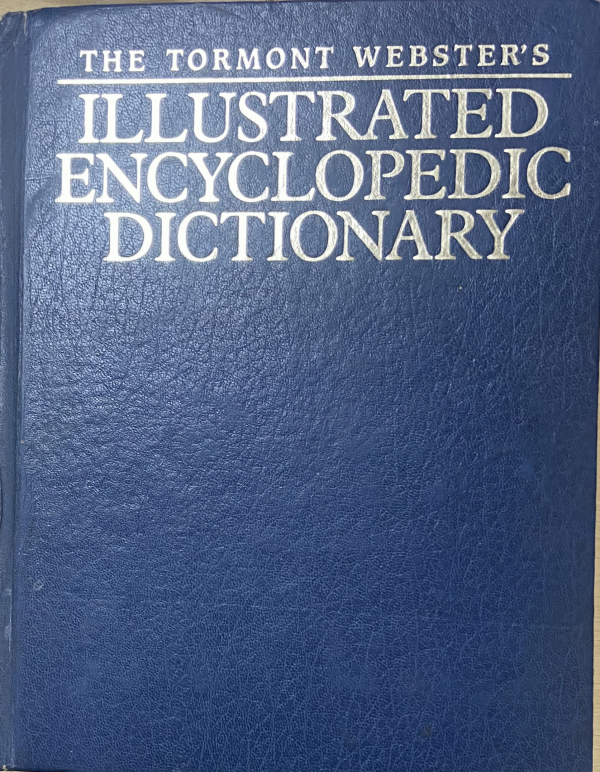 THE TORMONT WEBSTER'S
ILLUSTRATED
ENCYCLOPEDIC
DICTIONARY